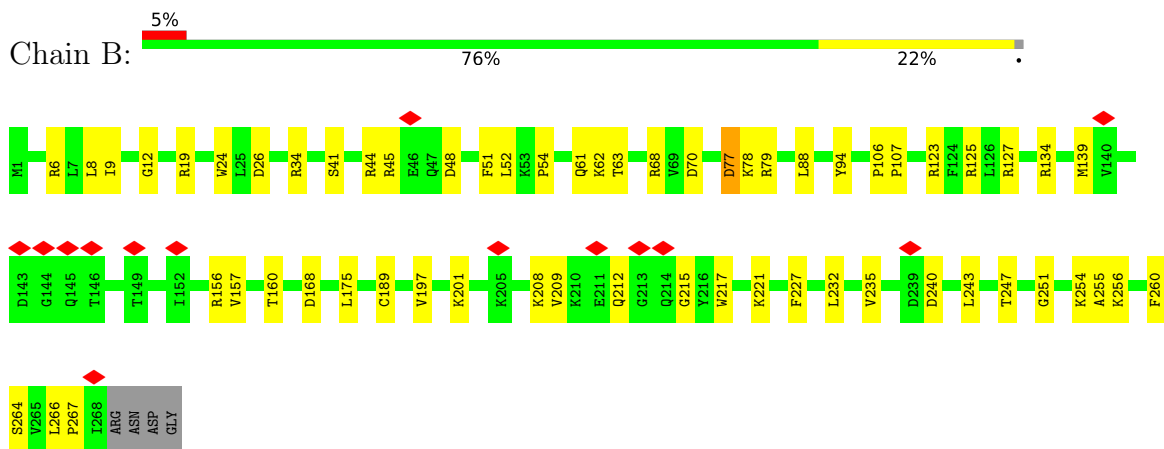 5%
Chain B:
76% 22% •
M1 R6 L7 L8 I9 G12 R19 W24 L25 D26 R34 S41 R44 R45 E46 Q47 D48 F51 L52 K53 P54 Q61 K62 T63 R68 V69 D70 D77 K78 R79 L88 Y94 P106 P107 R123 F124 R125 L126 R127 R134 M139 V140
D143 G144 Q145 T146 T149 I152 R156 V157 T160 D168 L175 C189 V197 K201 K205 K208 V209 K210 E211 Q212 G213 Q214 G215 Y216 W217 K221 F227 L232 V235 D239 D240 L243 T247 G251 K254 A255 K256 F260
S264 V265 L266 P267 I268 ARG ASN ASP GLY